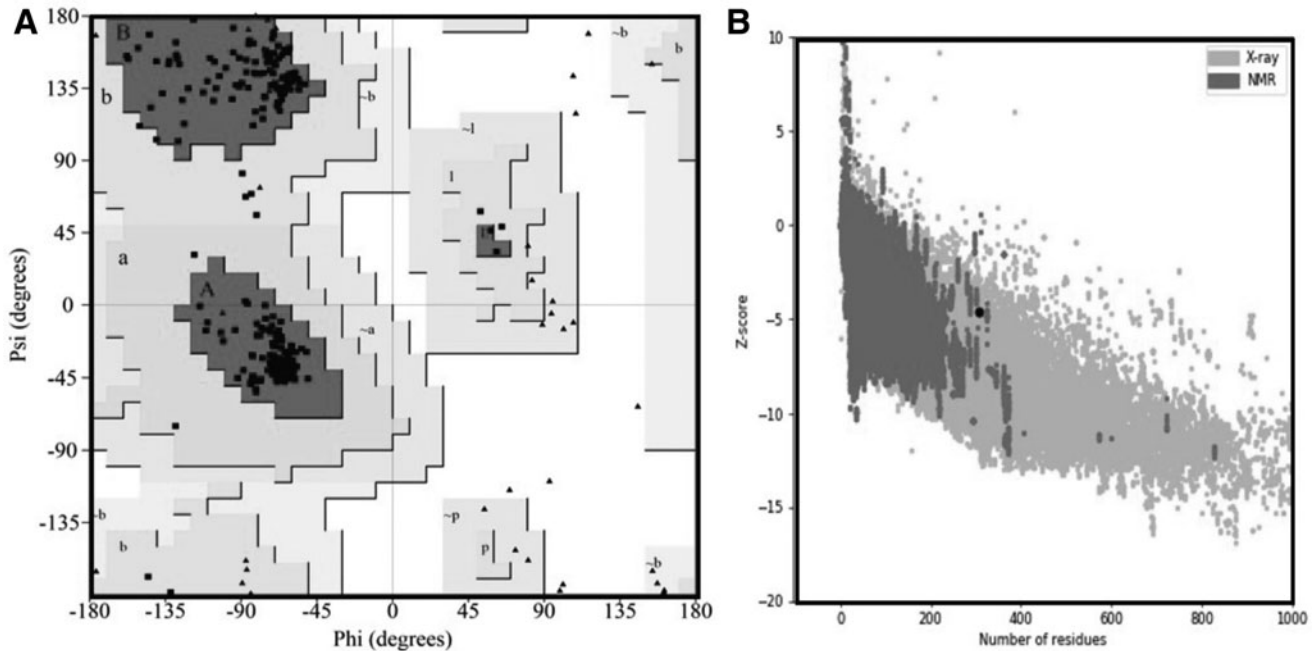 A
180
135
90
45
0
-45
-90
-135
Psi (degrees)
B
~b
b
b
~b
~l
l
a
A
~a
~b
b
~p
p
~b
-180
-135
-90
-45
0
45
90
135
180
Phi (degrees)
B
10
5
0
−5
−10
−15
−20
Z-score
X-ray
NMR
0
200
400
600
800
1000
Number of residues